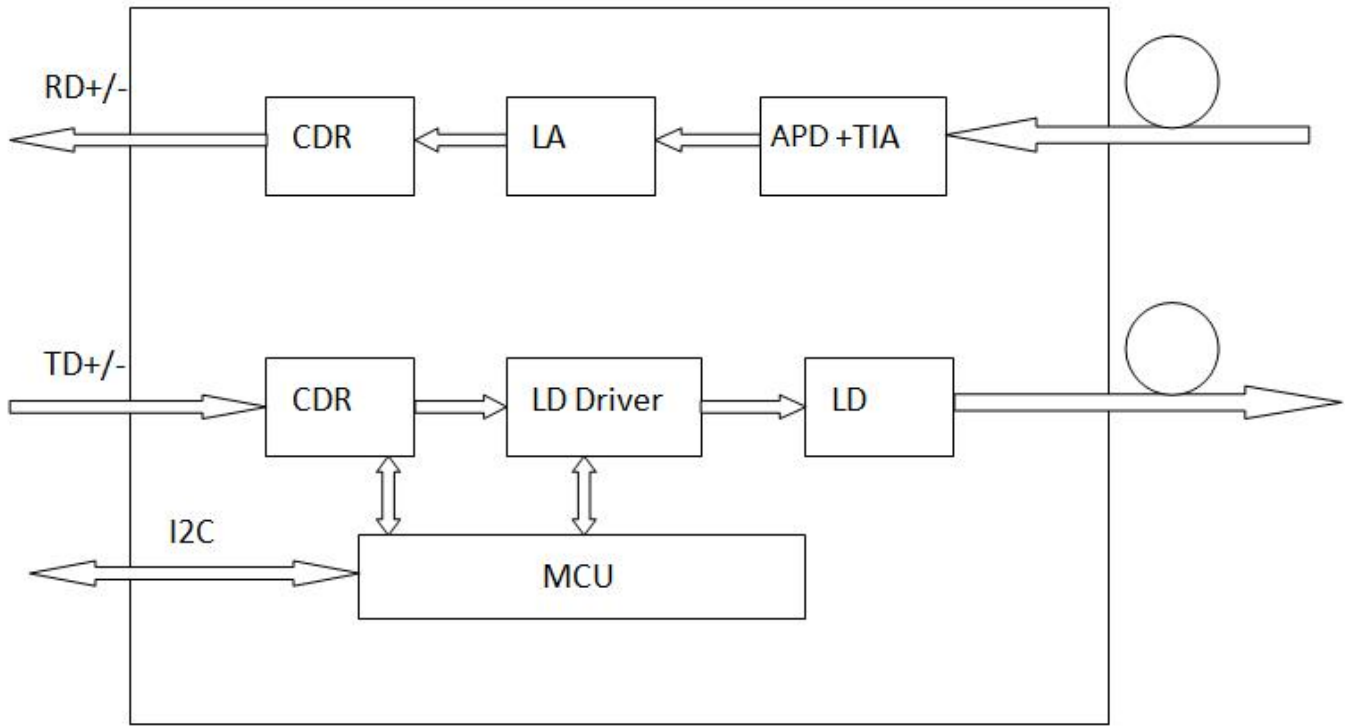 RD+/-
CDR
LA
APD +TIA
TD+/-
CDR
LD Driver
LD
I2C
MCU